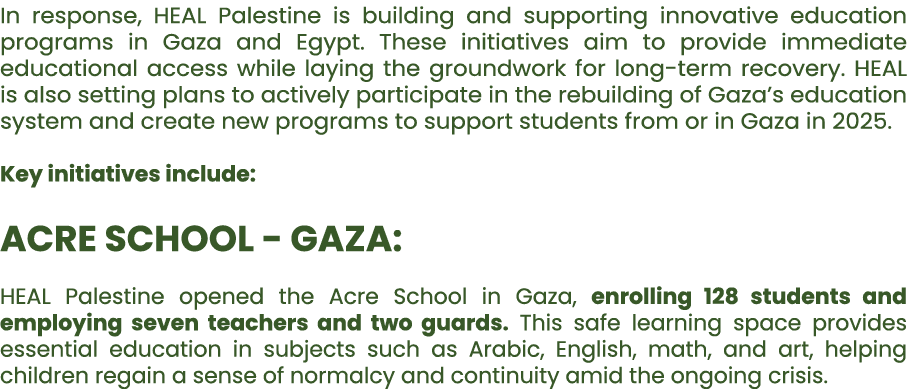 In response, HEAL Palestine is building and supporting innovative education
programs in Gaza and Egypt. These initiatives aim to provide immediate
educational access while laying the groundwork for long-term recovery. HEAL
is also setting plans to actively participate in the rebuilding of Gaza's education
system and create new programs to support students from or in Gaza in 2025.
Key initiatives include:
ACRE SCHOOL - GAZA:
HEAL Palestine opened the Acre School in Gaza, enrolling 128 students and
employing seven teachers and two guards. This safe learning space provides
essential education in subjects such as Arabic, English, math, and art, helping
children regain a sense of normalcy and continuity amid the ongoing crisis.